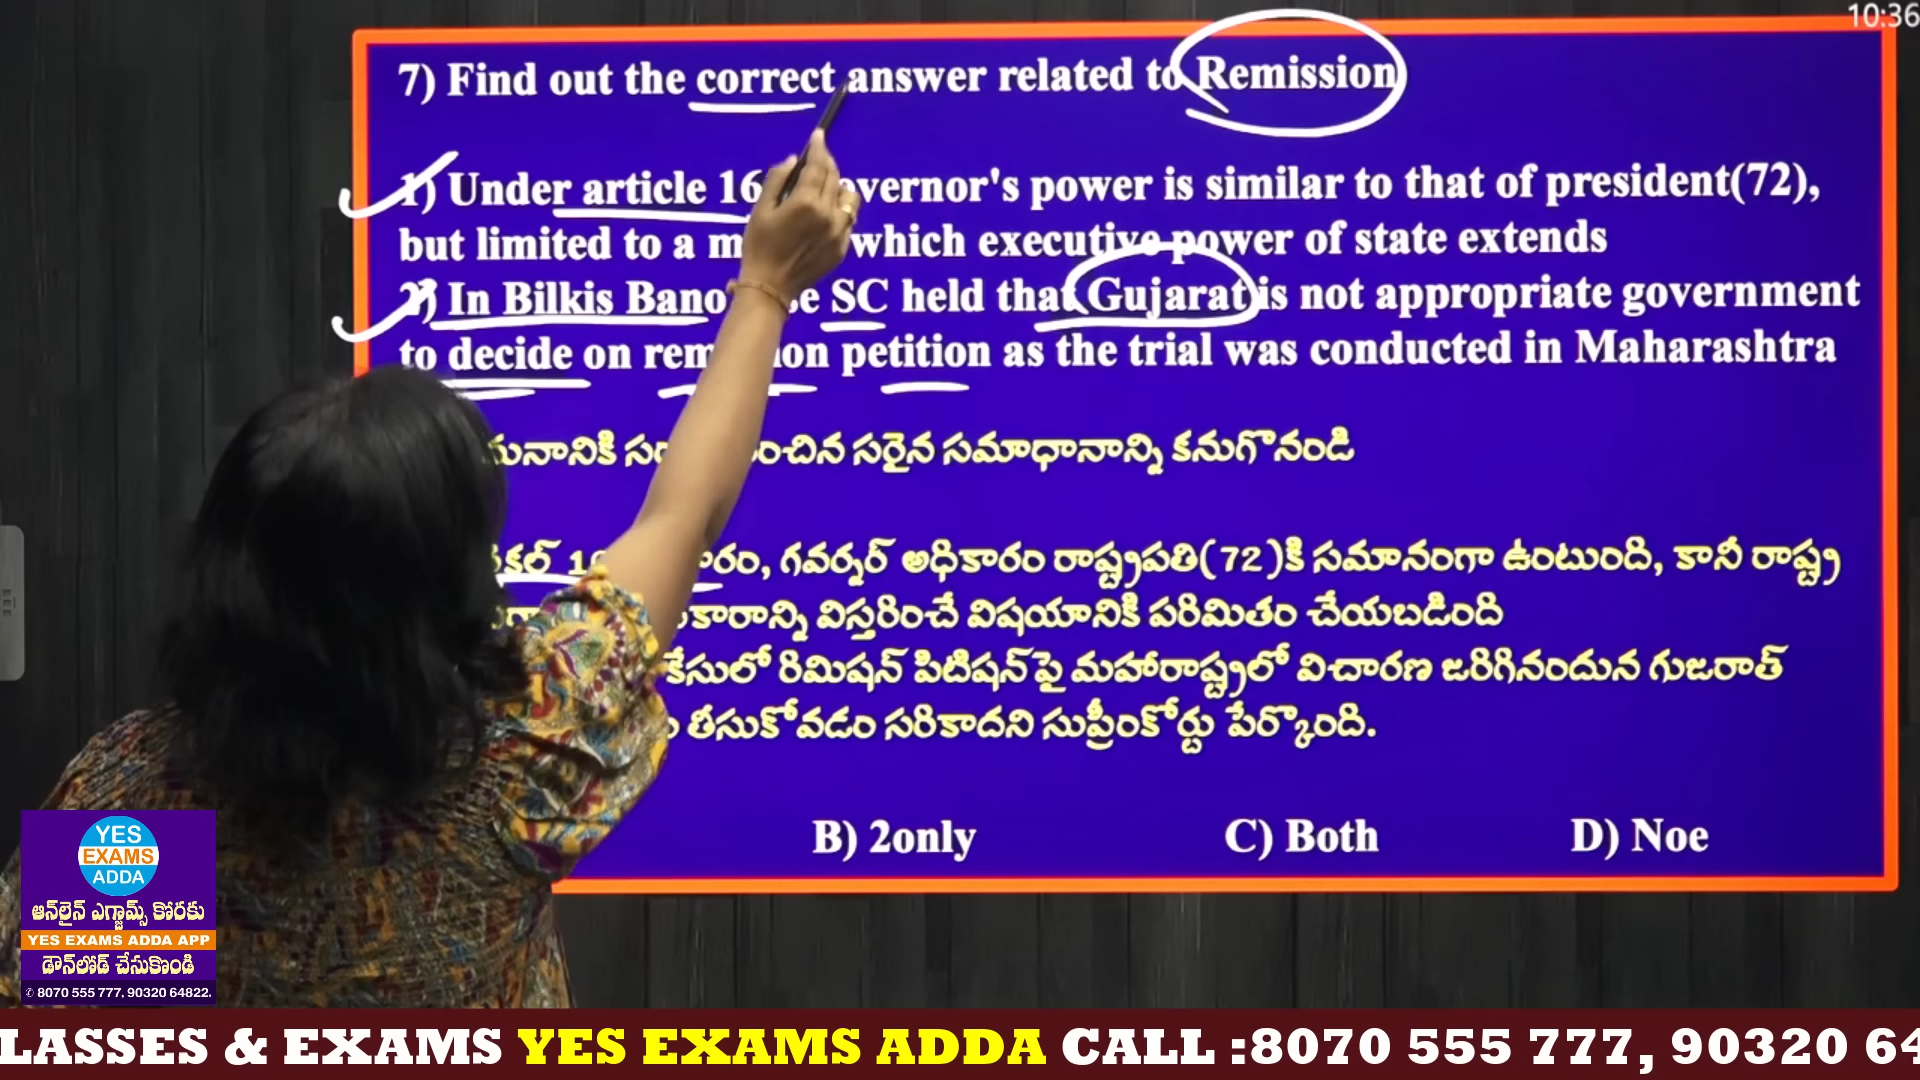 10:36
7) Find out the correct answer related to Remission
1) Under article 16 overnor's power is similar to that of president(72),
but limited to a m which executive power of state extends
2) In Bilkis Bano e SC held that Gujarat is not appropriate government
to decide on rem on petition as the trial was conducted in Maharashtra
సరైన సమాధానాన్ని కనుగొనండి
గవర్నర్ అధికారం రాష్ట్రపతి(72)కి సమానంగా ఉంటుంది, కానీ రాష్ట్ర
విస్తరించే విషయానికి పరిమితం చేయబడింది
కేసులో రిమిషన్ పిటిషన్‌పై మహారాష్ట్రలో విచారణ జరిగినందున గుజరాత్
తీసుకోవడం సరికాదని సుప్రీంకోర్టు పేర్కొంది.
B) 2only C) Both D) Noe
YES
EXAMS
ADDA
ఆన్‌లైన్ ఎగ్జామ్స్ కోరకు
YES EXAMS ADDA APP
డౌన్‌లోడ్ చేసుకొండి
✆ 8070 555 777, 90320 64822.
LASSES & EXAMS YES EXAMS ADDA CALL :8070 555 777, 90320 64